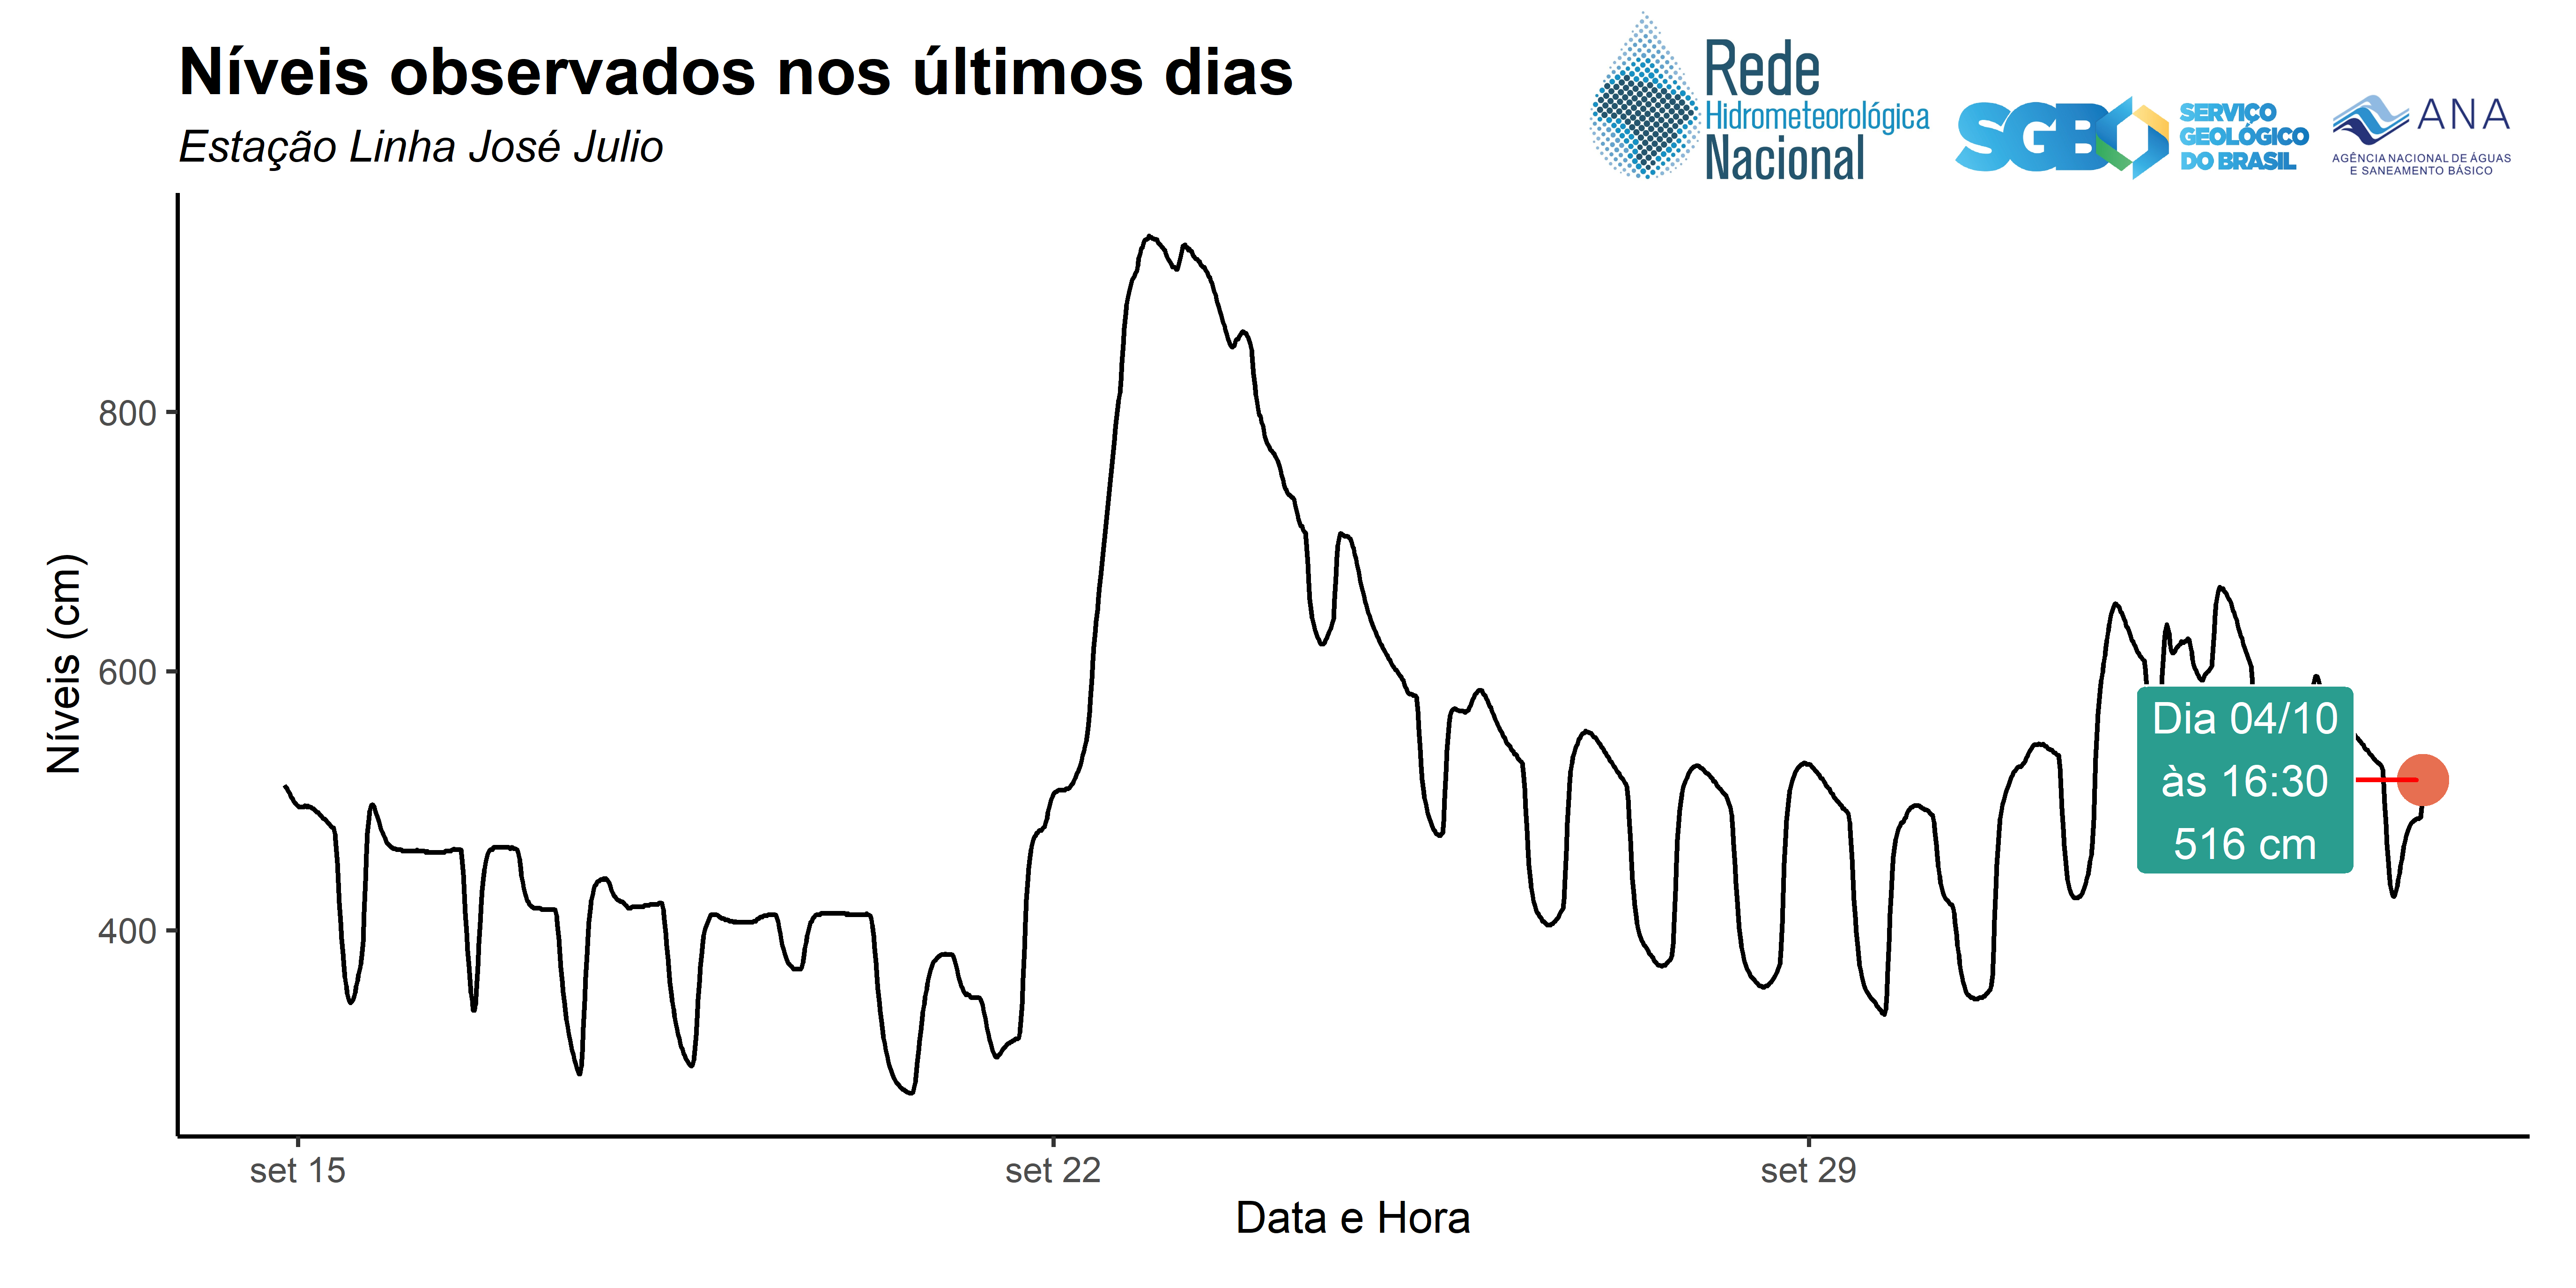 Níveis observados nos últimos dias
Estação Linha José Julio
Rede
Hidrometeorológica
Nacional
SGB
SERVIÇO
GEOLÓGICO
DO BRASIL
ANA
AGÊNCIA NACIONAL DE ÁGUAS
E SANEAMENTO BÁSICO
Níveis (cm)
800
600
400
Dia 04/10
às 16:30
516 cm
set 15
set 22
set 29
Data e Hora